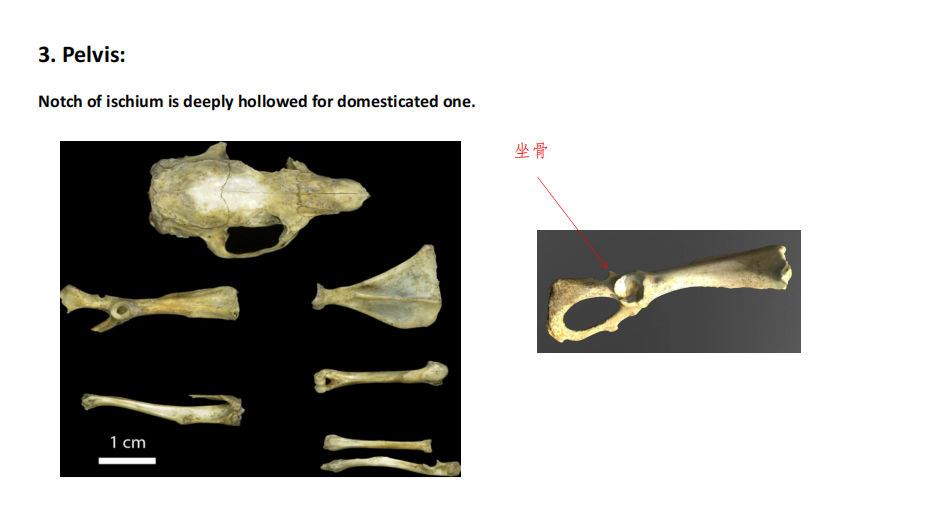 3. Pelvis:
Notch of ischium is deeply hollowed for domesticated one.
坐骨
1 cm